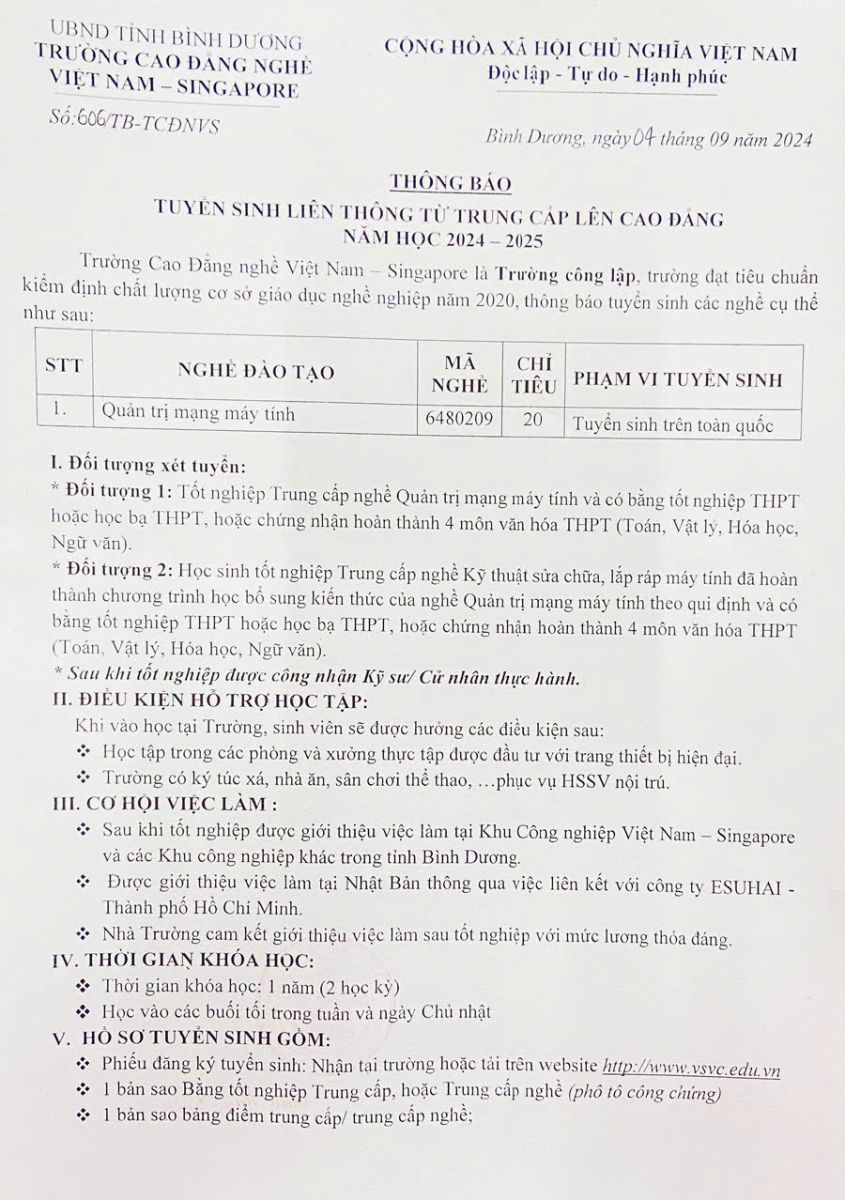 UBND TỈNH BÌNH DƯƠNG
TRƯỜNG CAO ĐẲNG NGHỀ
VIỆT NAM – SINGAPORE
Số:606/TB-TCĐNVS
CỘNG HÒA XÃ HỘI CHỦ NGHĨA VIỆT NAM
Độc lập - Tự do - Hạnh phúc
Bình Dương, ngày 04 tháng 09 năm 2024
THÔNG BÁO
TUYỂN SINH LIÊN THÔNG TỪ TRUNG CẤP LÊN CAO ĐẲNG
NĂM HỌC 2024 – 2025
Trường Cao Đẳng nghề Việt Nam – Singapore là Trường công lập, trường đạt tiêu chuẩn
kiểm định chất lượng cơ sở giáo dục nghề nghiệp năm 2020, thông báo tuyển sinh các nghề cụ thể
như sau:
STT NGHỀ ĐÀO TẠO MÃ NGHỀ CHỈ TIÊU PHẠM VI TUYỂN SINH
1. Quản trị mạng máy tính 6480209 20 Tuyển sinh trên toàn quốc
I. Đối tượng xét tuyển:
* Đối tượng 1: Tốt nghiệp Trung cấp nghề Quản trị mạng máy tính và có bằng tốt nghiệp THPT
hoặc học bạ THPT, hoặc chứng nhận hoàn thành 4 môn văn hóa THPT (Toán, Vật lý, Hóa học,
Ngữ văn).
* Đối tượng 2: Học sinh tốt nghiệp Trung cấp nghề Kỹ thuật sửa chữa, lắp ráp máy tính đã hoàn
thành chương trình học bổ sung kiến thức của nghề Quản trị mạng máy tính theo qui định và có
bằng tốt nghiệp THPT hoặc học bạ THPT, hoặc chứng nhận hoàn thành 4 môn văn hóa THPT
(Toán, Vật lý, Hóa học, Ngữ văn).
* Sau khi tốt nghiệp được công nhận Kỹ sư/ Cử nhân thực hành.
II. ĐIỀU KIỆN HỖ TRỢ HỌC TẬP:
Khi vào học tại Trường, sinh viên sẽ được hưởng các điều kiện sau:
❖ Học tập trong các phòng và xưởng thực tập được đầu tư với trang thiết bị hiện đại.
❖ Trường có ký túc xá, nhà ăn, sân chơi thể thao, …phục vụ HSSV nội trú.
III. CƠ HỘI VIỆC LÀM :
❖ Sau khi tốt nghiệp được giới thiệu việc làm tại Khu Công nghiệp Việt Nam – Singapore
và các Khu công nghiệp khác trong tỉnh Bình Dương.
❖ Được giới thiệu việc làm tại Nhật Bản thông qua việc liên kết với công ty ESUHAI -
Thành phố Hồ Chí Minh.
❖ Nhà Trường cam kết giới thiệu việc làm sau tốt nghiệp với mức lương thỏa đáng.
IV. THỜI GIAN KHÓA HỌC:
❖ Thời gian khóa học: 1 năm (2 học kỳ)
❖ Học vào các buổi tối trong tuần và ngày Chủ nhật
V. HỒ SƠ TUYỂN SINH GỒM:
❖ Phiếu đăng ký tuyển sinh: Nhận tại trường hoặc tải trên website http://www.vsvc.edu.vn
❖ 1 bản sao Bằng tốt nghiệp Trung cấp, hoặc Trung cấp nghề (phô tô công chứng)
❖ 1 bản sao bảng điểm trung cấp/ trung cấp nghề;